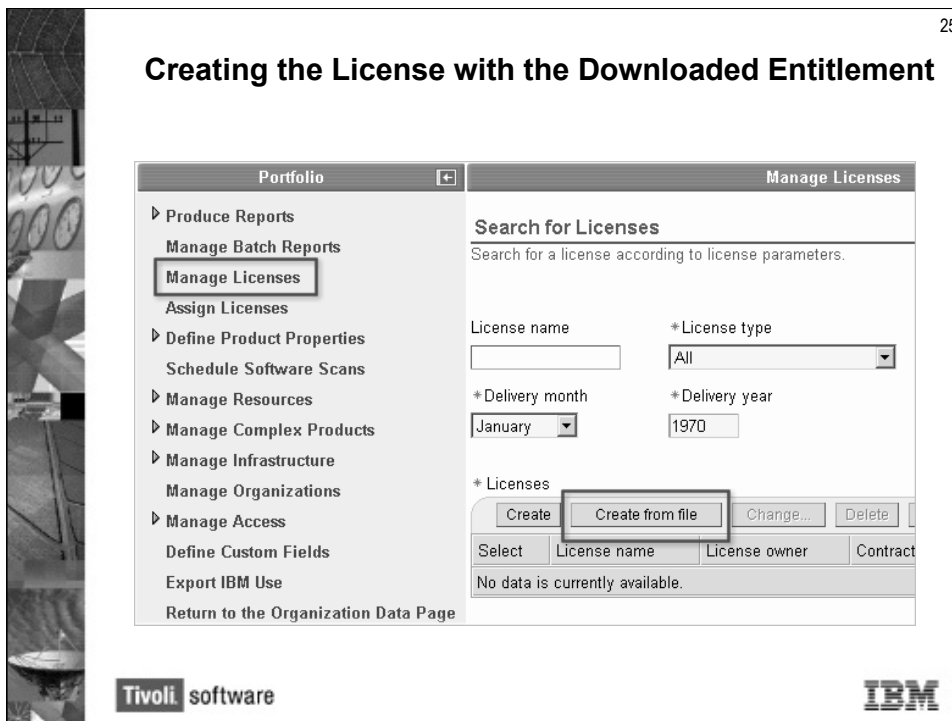 25
Creating the License with the Downloaded Entitlement
Portfolio
Produce Reports
Manage Batch Reports
Manage Licenses
Assign Licenses
Define Product Properties
Schedule Software Scans
Manage Resources
Manage Complex Products
Manage Infrastructure
Manage Organizations
Manage Access
Define Custom Fields
Export IBM Use
Return to the Organization Data Page
Manage Licenses
Search for Licenses
Search for a license according to license parameters.
License name *License type
All
*Delivery month *Delivery year
January 1970
* Licenses
Create Create from file Change... Delete
Select License name License owner Contract
No data is currently available.
Tivoli. software
IBM